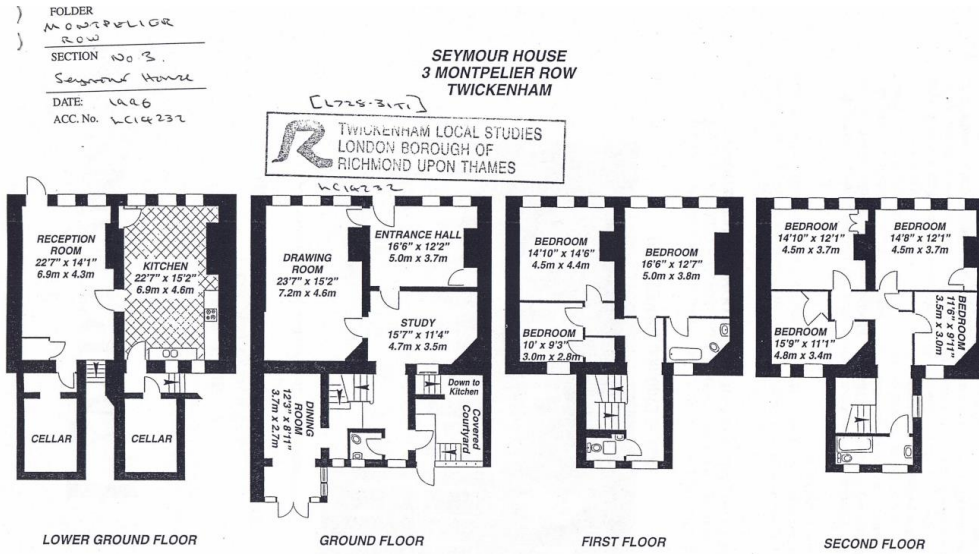 FOLDER
MONTPELIER
ROW
SECTION No 3.
Seymour House
DATE: 1996
ACC. No. LC14232
SEYMOUR HOUSE
3 MONTPELIER ROW
TWICKENHAM
TWICKENHAM LOCAL STUDIES
LONDON BOROUGH OF
RICHMOND UPON THAMES
LC14232
RECEPTION
ROOM
22'7" x 14'1"
6.9m x 4.3m
KITCHEN
22'7" x 15'2"
6.9m x 4.6m
CELLAR
CELLAR
LOWER GROUND FLOOR
DRAWING
ROOM
23'7" x 15'2"
7.2m x 4.6m
ENTRANCE HALL
16'6" x 12'2"
5.0m x 3.7m
STUDY
15'7" x 11'4"
4.7m x 3.5m
DINING
ROOM
12'3" x 8'11"
3.7m x 2.7m
Down to
Kitchen
Covered
Courtyard
GROUND FLOOR
BEDROOM
14'10" x 14'6"
4.5m x 4.4m
BEDROOM
16'6" x 12'7"
5.0m x 3.8m
BEDROOM
10' x 9'3"
3.0m x 2.8m
FIRST FLOOR
BEDROOM
14'10" x 12'1"
4.5m x 3.7m
BEDROOM
14'8" x 12'1"
4.5m x 3.7m
BEDROOM
15'9" x 11'1"
4.8m x 3.4m
BEDROOM
11'6" x 9'11"
3.5m x 3.0m
SECOND FLOOR